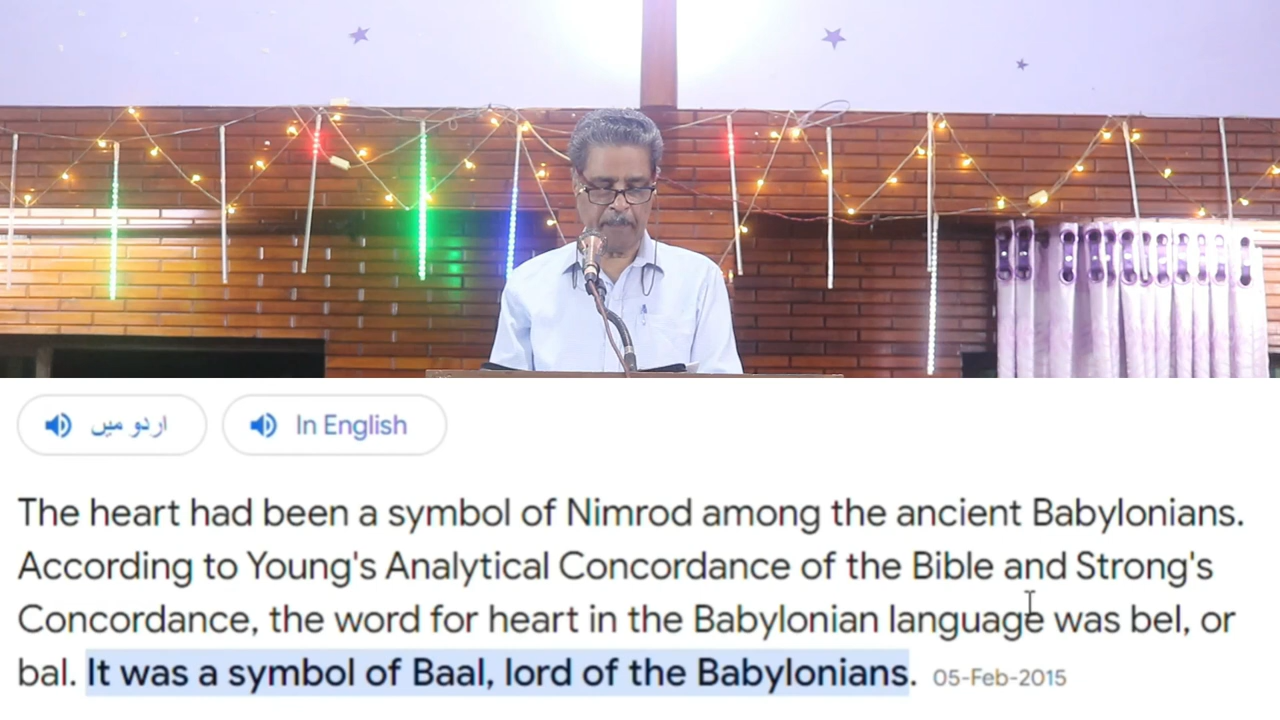 اردو میں
In English
The heart had been a symbol of Nimrod among the ancient Babylonians.
According to Young's Analytical Concordance of the Bible and Strong's
Concordance, the word for heart in the Babylonian language was bel, or
bal. It was a symbol of Baal, lord of the Babylonians. 05-Feb-2015